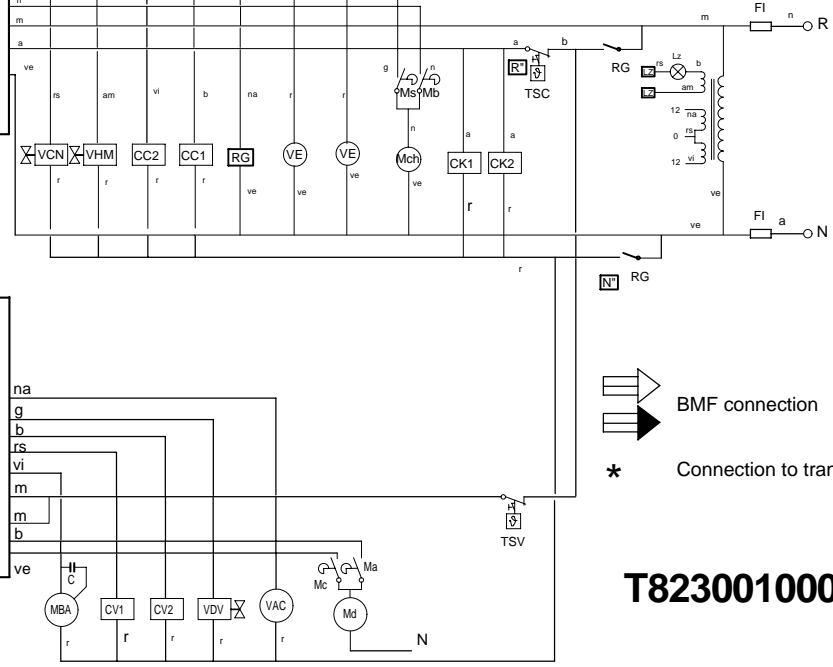 n
m
m
FI
n
R
a
a
b
ve
g
n
R"
TSC
RG
LZ
rs
Lz
b
LZ
am
rs
am
vi
b
na
r
r
Ms
Mb
12
na
0
rs
12
vi
n
a
a
VCN
VHM
CC2
CC1
RG
VE
VE
Mch
CK1
CK2
r
r
r
r
ve
ve
ve
ve
r
r
ve
ve
FI
a
N
r
N"
RG
na
g
b
rs
vi
m
m
b
ve
BMF connection
* Connection to tran
TSV
C
Mc
Ma
MBA
CV1
CV2
VDV
VAC
Md
r
r
r
r
r
N
T823001000